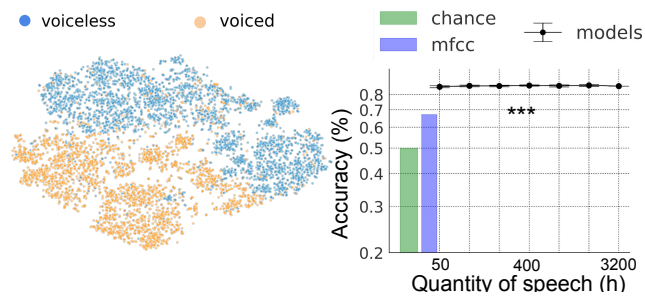 voiceless
voiced
chance
mfcc
models
Accuracy (%)
0.8
0.7
0.6
0.5
0.4
0.3
0.2
***
50
400
3200
Quantity of speech (h)